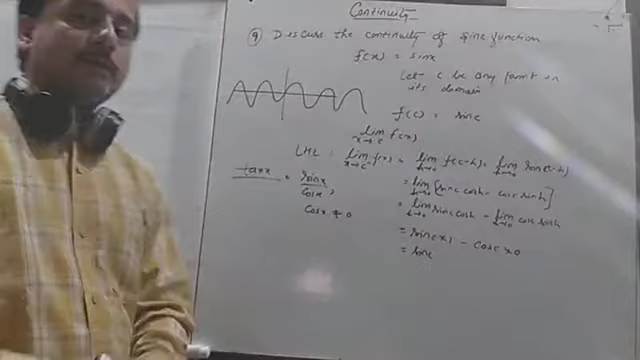 Continuity
9 Discuss the continuity of sine function
f(x) = sinx
Let c be any point in
its domain
f(c) = sinc
lim x→c f(x)
LHL : lim x→c⁻ f(x) = lim h→0 f(c-h) = lim h→0 sin(c-h)
= lim h→0 [sinc cosh - cosc sinh]
= lim h→0 sinc cosh - lim h→0 cosc sinh
= sinc x 1 - cosc x 0
= sinc
tanx = sinx / cosx ,
cosx ≠ 0